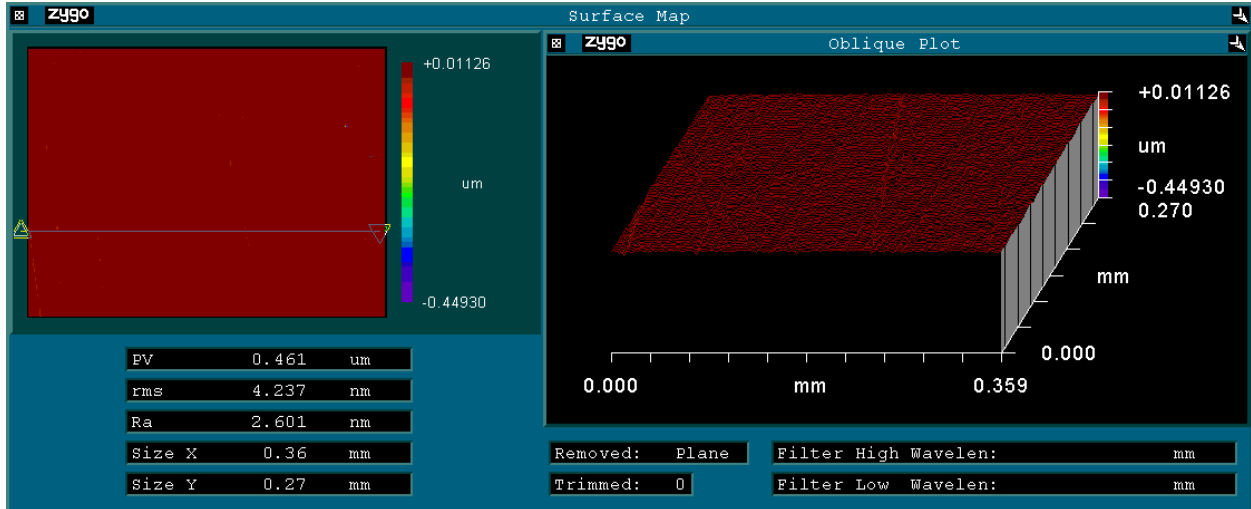 zygo Surface Map
+0.01126
um
-0.44930
zygo Oblique Plot
+0.01126
um
-0.44930
0.270
mm
0.000
0.000 mm 0.359
PV 0.461 um
rms 4.237 nm
Ra 2.601 nm
Size X 0.36 mm
Size Y 0.27 mm
Removed: Plane
Trimmed: 0
Filter High Wavelen: mm
Filter Low Wavelen: mm